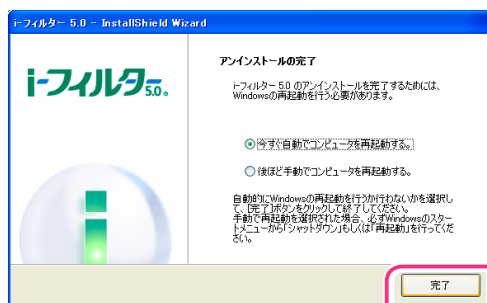 i-フィルター 5.0 - InstallShield Wizard
i-フィルター5.0®
アンインストールの完了
i-フィルター 5.0 のアンインストールを完了するためには、
Windowsの再起動を行う必要があります。
今すぐ自動でコンピュータを再起動する。
後ほど手動でコンピュータを再起動する。
自動的にWindowsの再起動を行うか行わないかを選択し
て、[完了]ボタンをクリックして終了してください。
手動で再起動を選択された場合、必ずWindowsのスター
トメニューから「シャットダウン」もしくは「再起動」を行ってくだ
さい。
完了